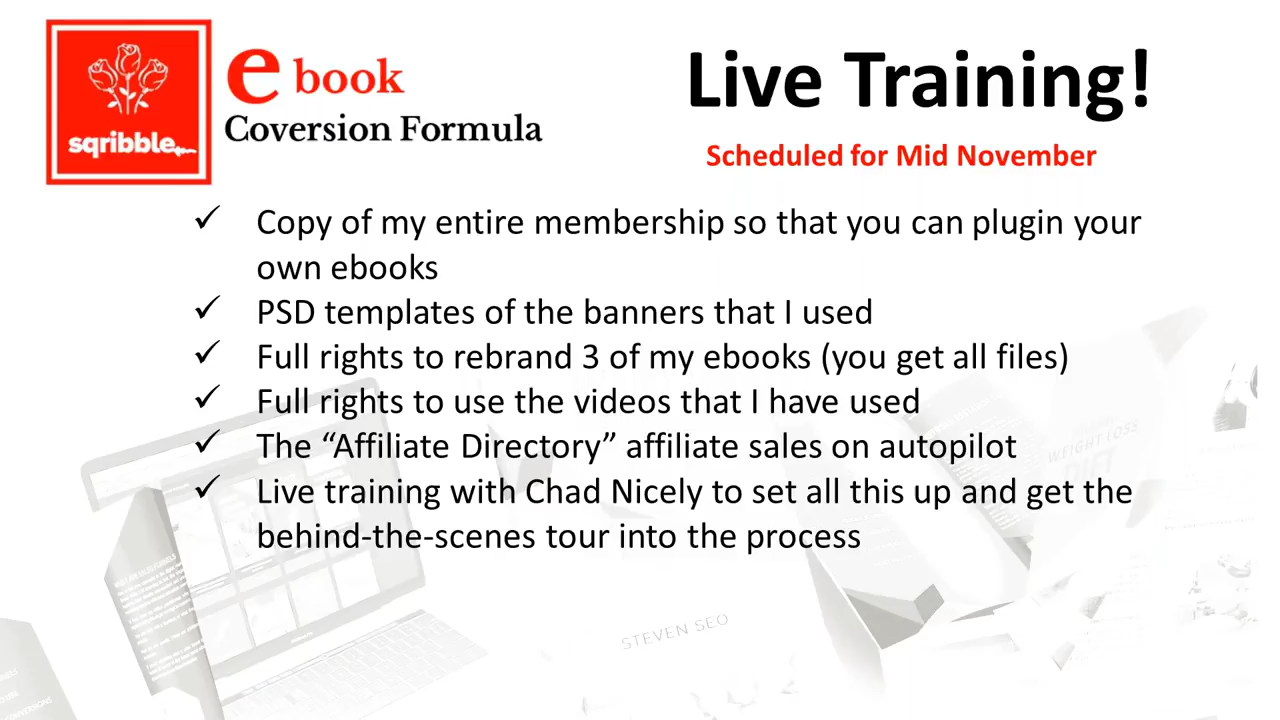 e book
Coversion Formula
sqribble
Live Training!
Scheduled for Mid November
✓ Copy of my entire membership so that you can plugin your
own ebooks
✓ PSD templates of the banners that I used
✓ Full rights to rebrand 3 of my ebooks (you get all files)
✓ Full rights to use the videos that I have used
✓ The “Affiliate Directory” affiliate sales on autopilot
✓ Live training with Chad Nicely to set all this up and get the
behind-the-scenes tour into the process
WEIGHT LOSS
DIET
STEVEN SEO